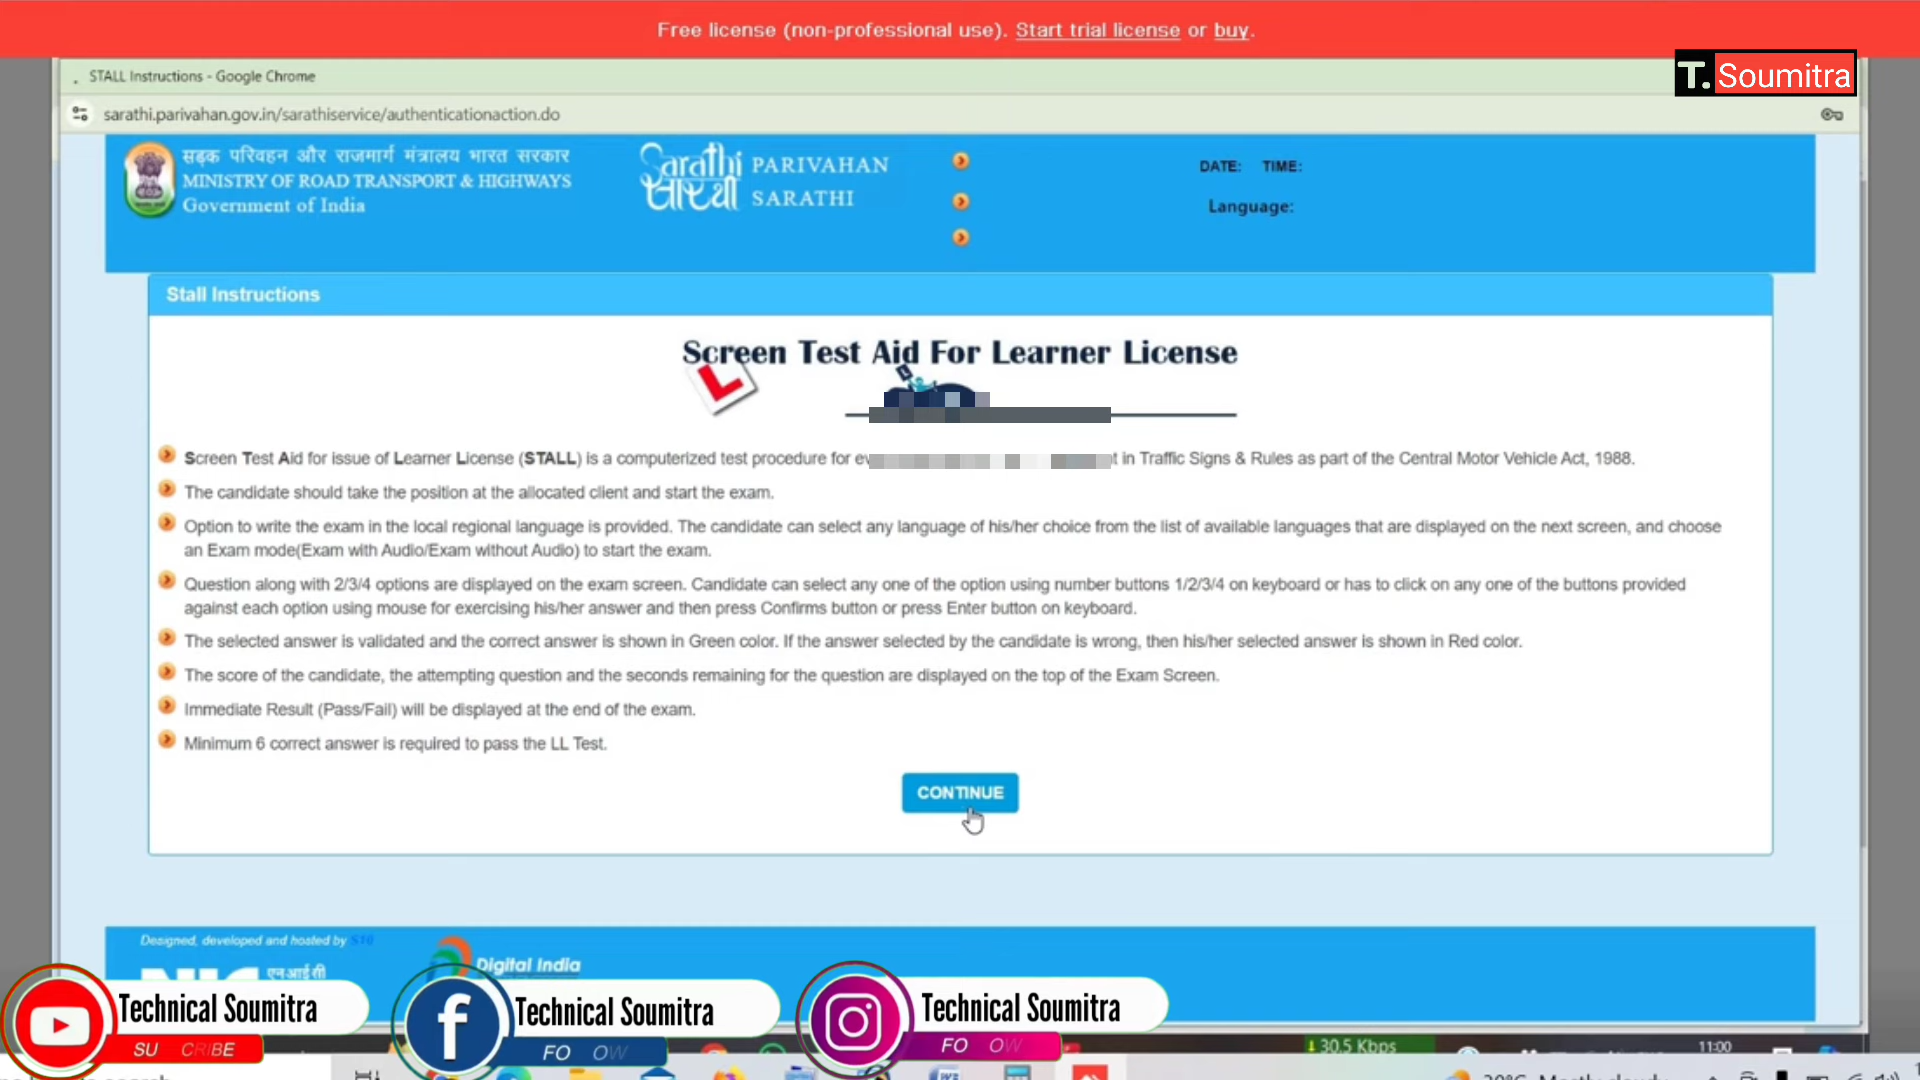 Free license (non-professional use). Start trial license or buy.
T. Soumitra
STALL Instructions - Google Chrome
sarathi.parivahan.gov.in/sarathiservice/authenticationaction.do
सड़क परिवहन और राजमार्ग मंत्रालय भारत सरकार
MINISTRY OF ROAD TRANSPORT & HIGHWAYS
Government of India
Sarathi
सारथी
PARIVAHAN
SARATHI
DATE: TIME:
Language:
Stall Instructions
Screen Test Aid For Learner License
L
L
Screen Test Aid for issue of Learner License (STALL) is a computerized test procedure for in Traffic Signs & Rules as part of the Central Motor Vehicle Act, 1988.
The candidate should take the position at the allocated client and start the exam.
Option to write the exam in the local regional language is provided. The candidate can select any language of his/her choice from the list of available languages that are displayed on the next screen, and choose
an Exam mode(Exam with Audio/Exam without Audio) to start the exam.
Question along with 2/3/4 options are displayed on the exam screen. Candidate can select any one of the option using number buttons 1/2/3/4 on keyboard or has to click on any one of the buttons provided
against each option using mouse for exercising his/her answer and then press Confirms button or press Enter button on keyboard.
The selected answer is validated and the correct answer is shown in Green color. If the answer selected by the candidate is wrong, then his/her selected answer is shown in Red color.
The score of the candidate, the attempting question and the seconds remaining for the question are displayed on the top of the Exam Screen.
Immediate Result (Pass/Fail) will be displayed at the end of the exam.
Minimum 6 correct answer is required to pass the LL Test.
CONTINUE
Designed, developed and hosted by S10
NIC एन आई सी
Digital India
Technical Soumitra
SU CRIBE
Technical Soumitra
FO OW
Technical Soumitra
FO OW
30.5 Kbps
11:00